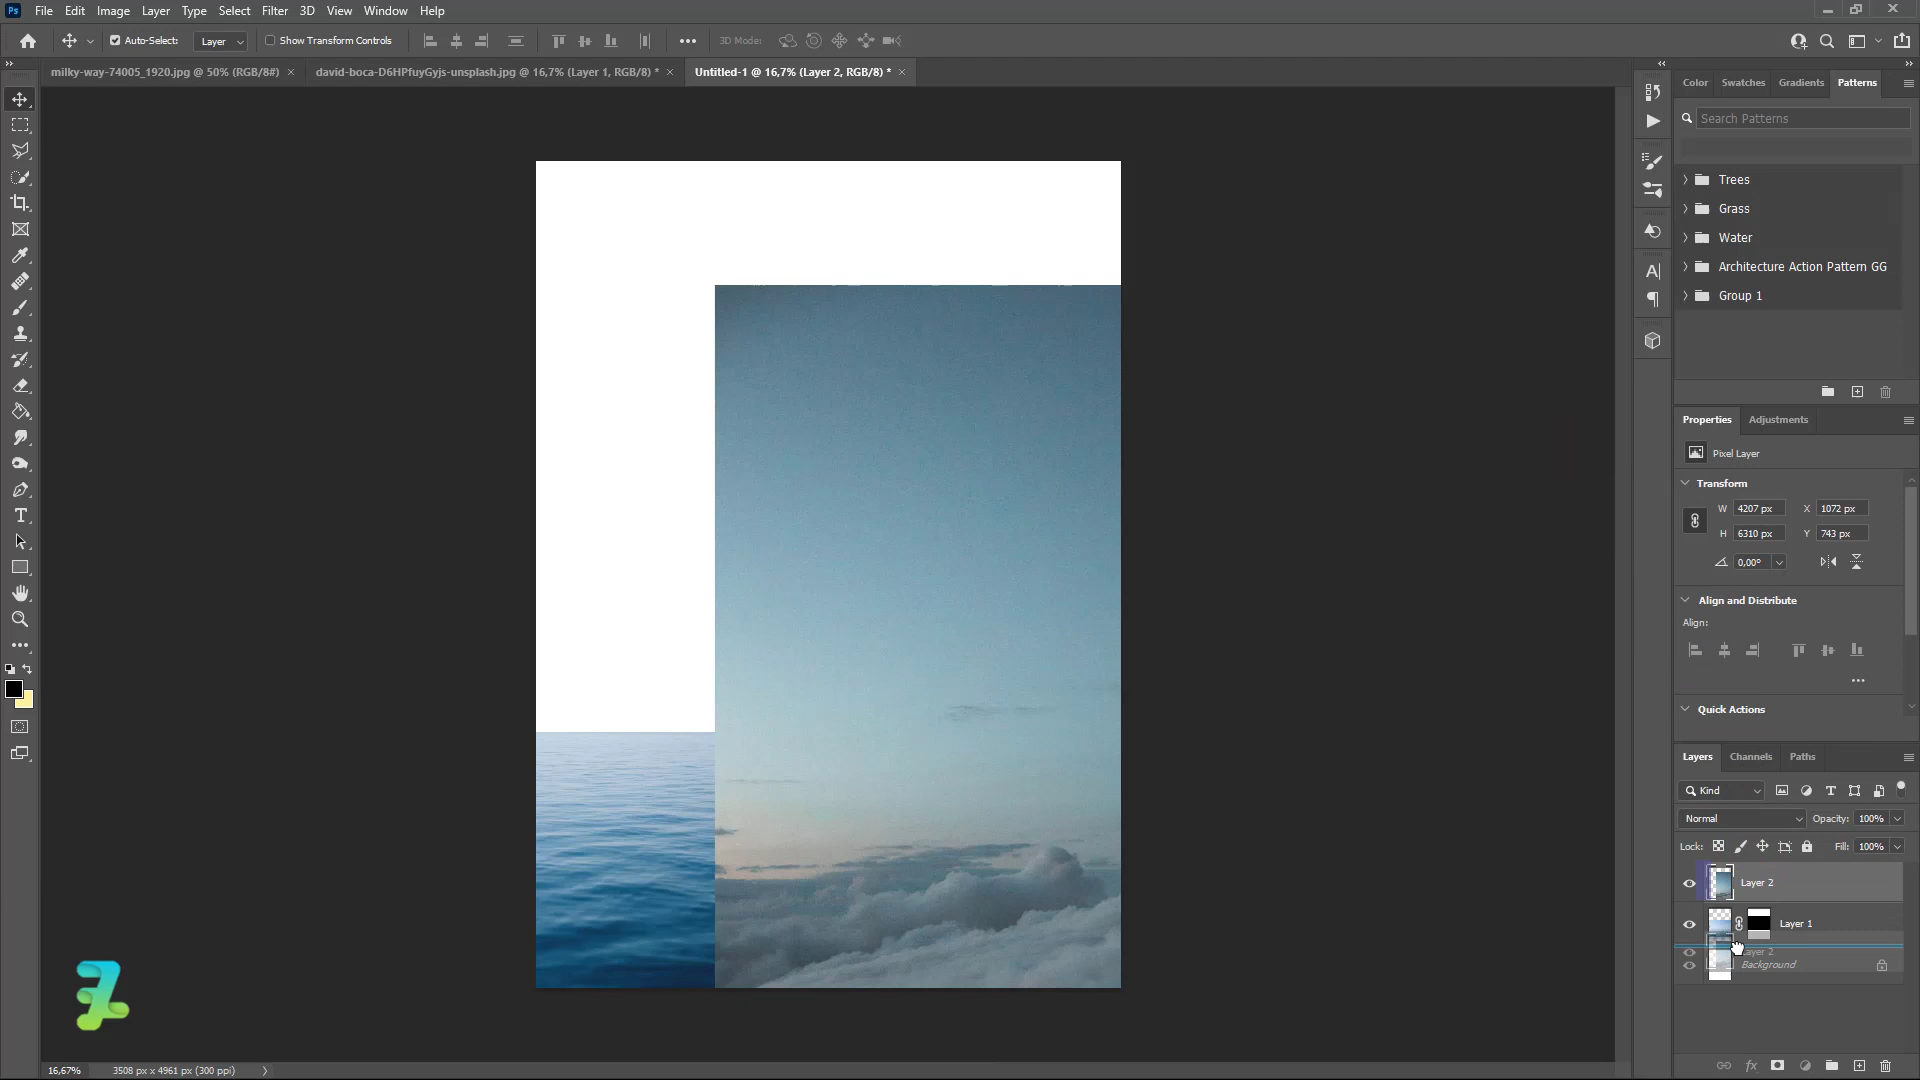 Ps File Edit Image Layer Type Select Filter 3D View Window Help
Auto-Select: Layer Show Transform Controls 3D Mode:
milky-way-74005_1920.jpg @ 50% (RGB/8#) × david-boca-D6HPfuyGyjs-unsplash.jpg @ 16,7% (Layer 1, RGB/8) * × Untitled-1 @ 16,7% (Layer 2, RGB/8) * ×
Color Swatches Gradients Patterns
Search Patterns
Trees
Grass
Water
Architecture Action Pattern GG
Group 1
Properties Adjustments
Pixel Layer
Transform
W 4207 px X 1072 px
H 6310 px Y 743 px
0,00°
Align and Distribute
Align:
Quick Actions
Layers Channels Paths
Kind
Normal Opacity: 100%
Lock: Fill: 100%
Layer 2
Layer 1
Layer 2
Background
16,67% 3508 px x 4961 px (300 ppi)